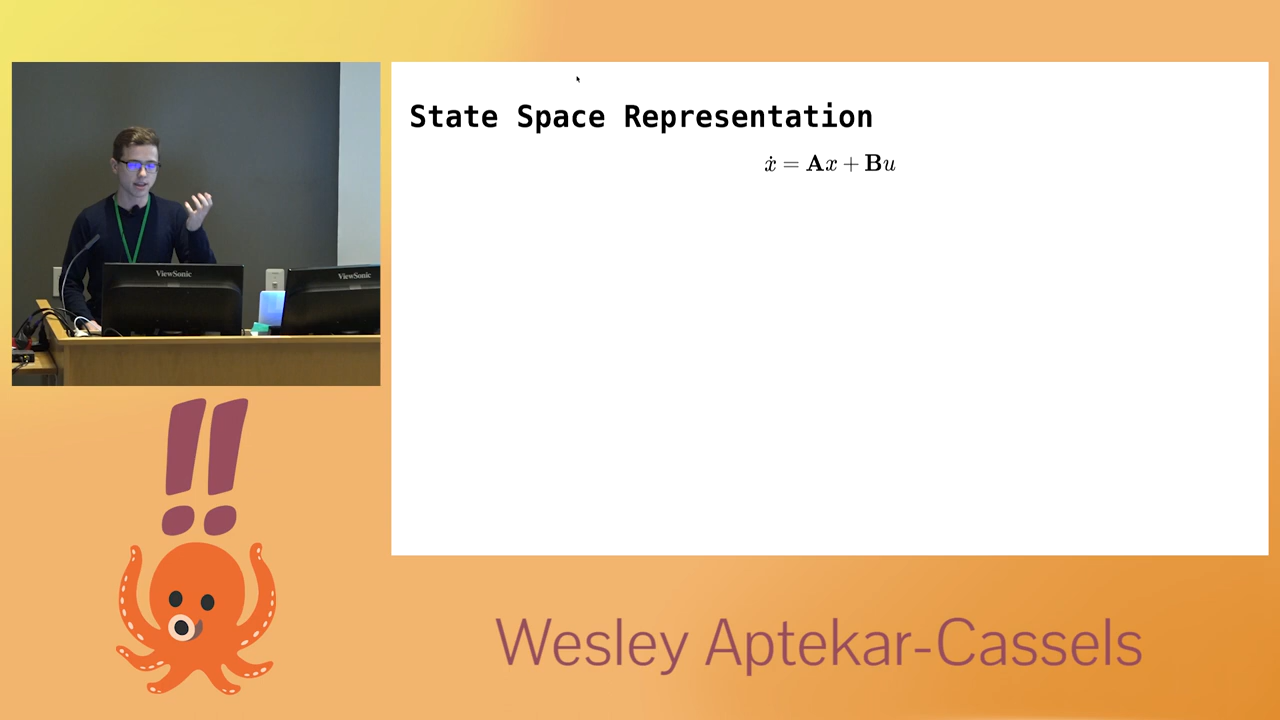 State Space Representation
ẋ = Ax + Bu
ViewSonic
ViewSonic
!!
Wesley Aptekar-Cassels